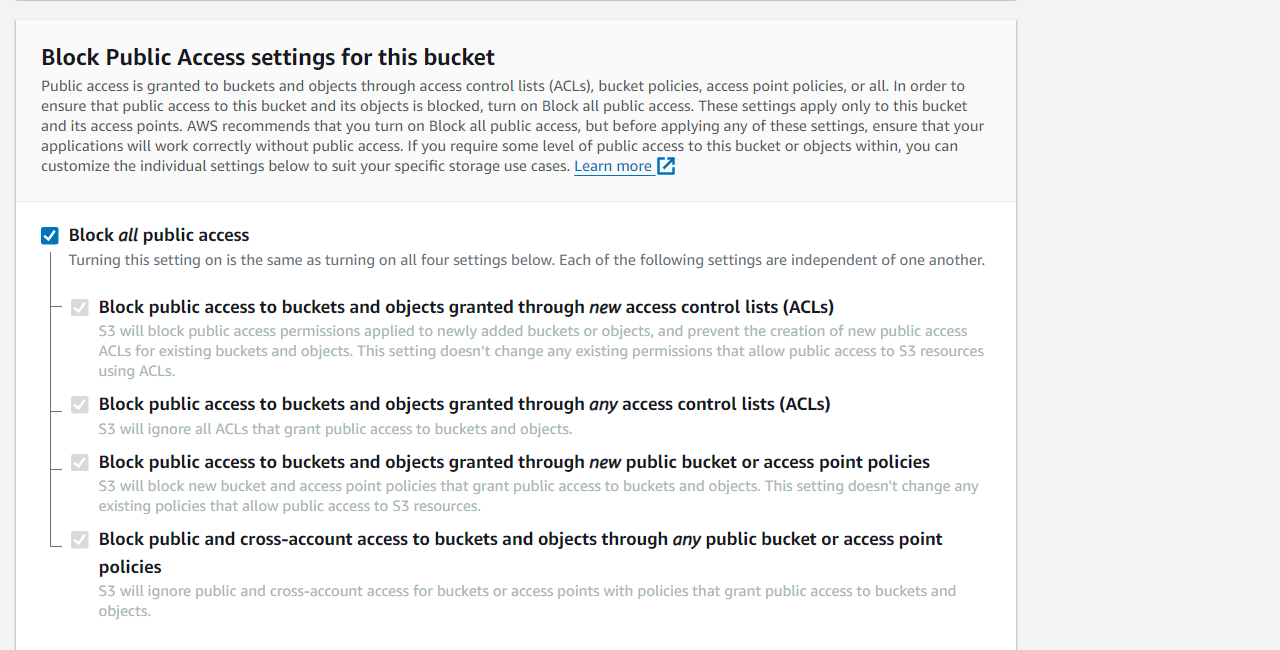 Block Public Access settings for this bucket
Public access is granted to buckets and objects through access control lists (ACLs), bucket policies, access point policies, or all. In order to
ensure that public access to this bucket and its objects is blocked, turn on Block all public access. These settings apply only to this bucket
and its access points. AWS recommends that you turn on Block all public access, but before applying any of these settings, ensure that your
applications will work correctly without public access. If you require some level of public access to this bucket or objects within, you can
customize the individual settings below to suit your specific storage use cases. Learn more
Block all public access
Turning this setting on is the same as turning on all four settings below. Each of the following settings are independent of one another.
Block public access to buckets and objects granted through new access control lists (ACLs)
S3 will block public access permissions applied to newly added buckets or objects, and prevent the creation of new public access
ACLs for existing buckets and objects. This setting doesn't change any existing permissions that allow public access to S3 resources
using ACLs.
Block public access to buckets and objects granted through any access control lists (ACLs)
S3 will ignore all ACLs that grant public access to buckets and objects.
Block public access to buckets and objects granted through new public bucket or access point policies
S3 will block new bucket and access point policies that grant public access to buckets and objects. This setting doesn't change any
existing policies that allow public access to S3 resources.
Block public and cross-account access to buckets and objects through any public bucket or access point
policies
S3 will ignore public and cross-account access for buckets or access points with policies that grant public access to buckets and
objects.